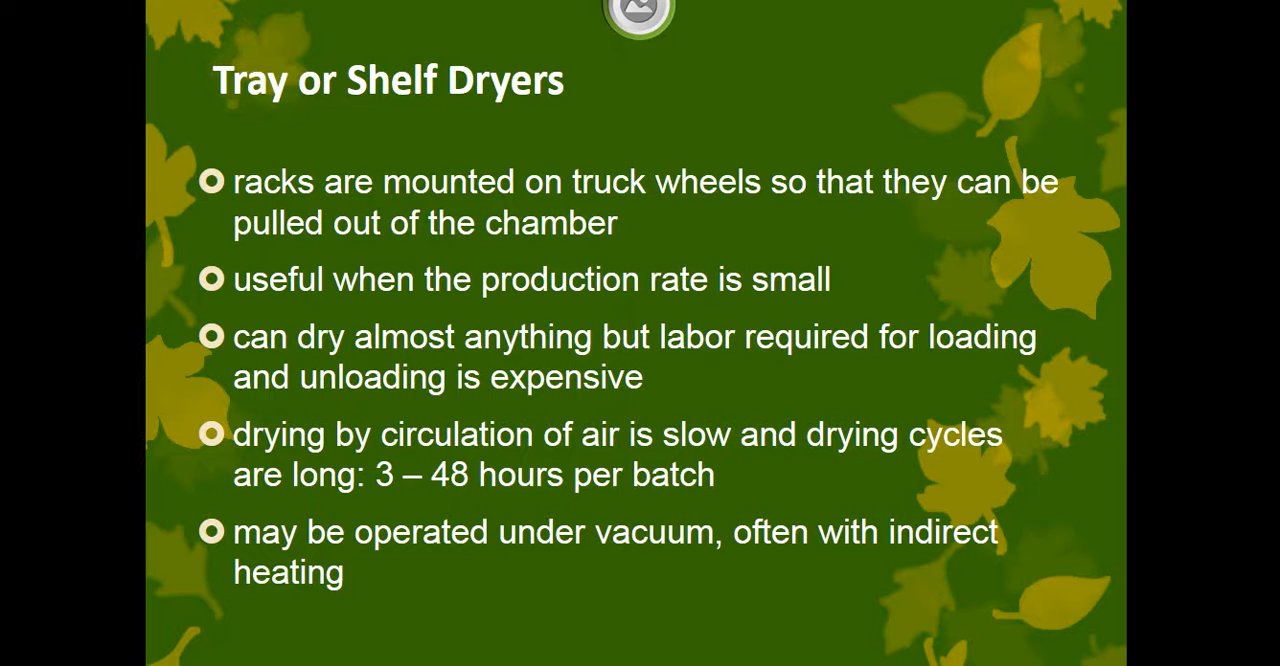 Tray or Shelf Dryers
racks are mounted on truck wheels so that they can be
pulled out of the chamber
useful when the production rate is small
can dry almost anything but labor required for loading
and unloading is expensive
drying by circulation of air is slow and drying cycles
are long: 3 – 48 hours per batch
may be operated under vacuum, often with indirect
heating